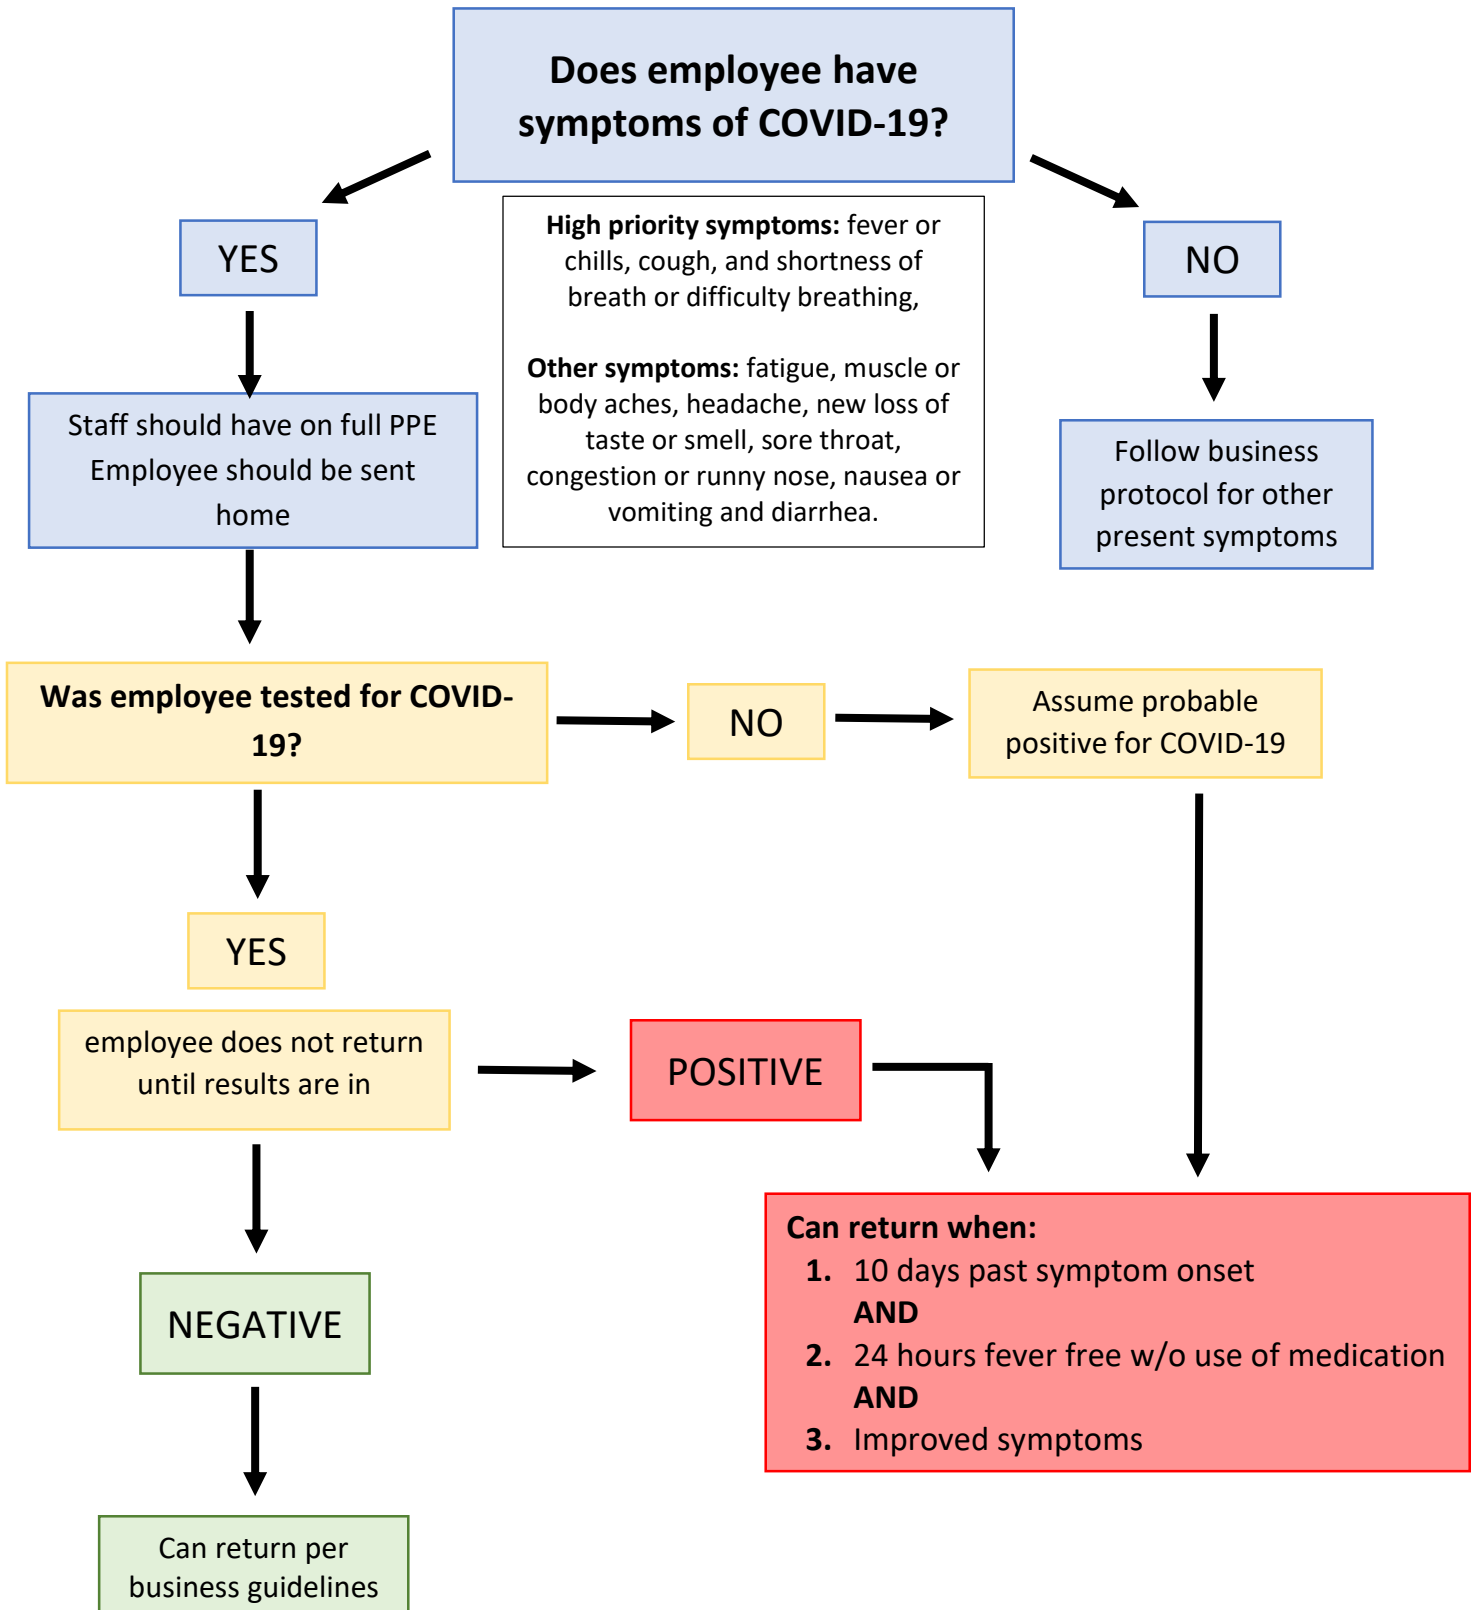 Does employee have
symptoms of COVID-19?
YES
High priority symptoms: fever or
chills, cough, and shortness of
breath or difficulty breathing,
Other symptoms: fatigue, muscle or
body aches, headache, new loss of
taste or smell, sore throat,
congestion or runny nose, nausea or
vomiting and diarrhea.
NO
Staff should have on full PPE
Employee should be sent
home
Follow business
protocol for other
present symptoms
Was employee tested for COVID-
19?
NO
Assume probable
positive for COVID-19
YES
employee does not return
until results are in
POSITIVE
NEGATIVE
Can return when:
1. 10 days past symptom onset
AND
2. 24 hours fever free w/o use of medication
AND
3. Improved symptoms
Can return per
business guidelines